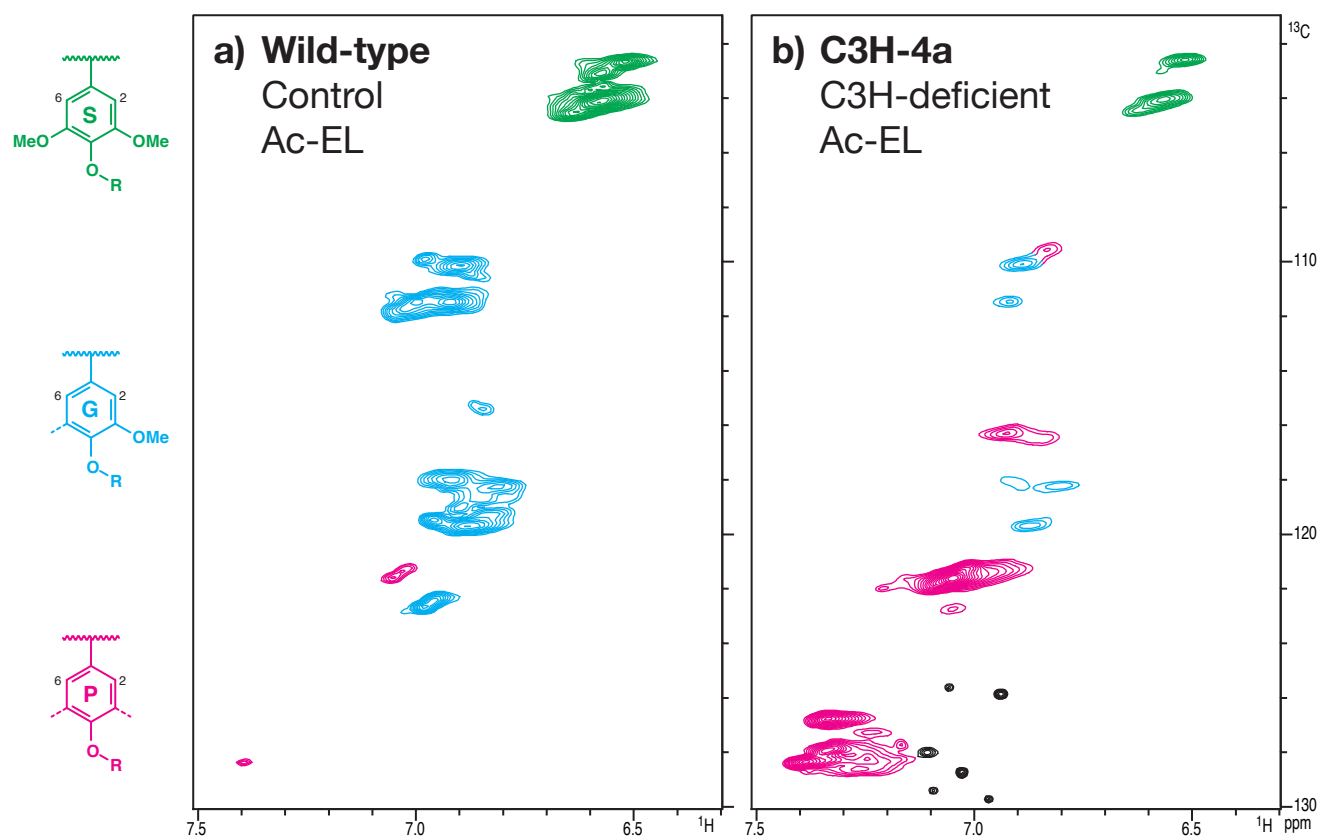 a) Wild-type
Control
Ac-EL
b) C3H-4a
C3H-deficient
Ac-EL
13C
6
2
S
MeO
OMe
O
R
110
6
2
G
OMe
O
R
120
6
2
P
O
R
130
7.5
7.0
6.5
1H
7.5
7.0
6.5
1H
ppm